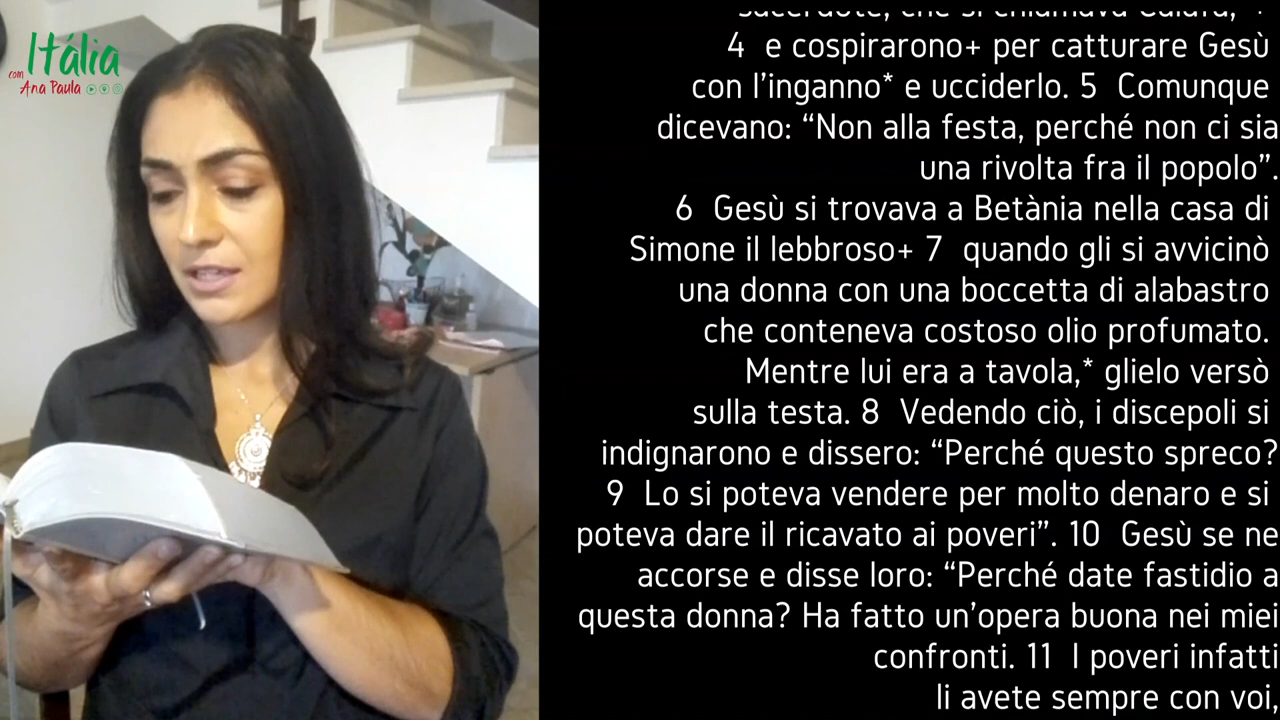 Itália
com
Ana Paula
sacerdote, che si chiamava Caiafa,
4 e cospirarono+ per catturare Gesù
con l’inganno* e ucciderlo. 5 Comunque
dicevano: “Non alla festa, perché non ci sia
una rivolta fra il popolo”.
6 Gesù si trovava a Betània nella casa di
Simone il lebbroso+ 7 quando gli si avvicinò
una donna con una boccetta di alabastro
che conteneva costoso olio profumato.
Mentre lui era a tavola,* glielo versò
sulla testa. 8 Vedendo ciò, i discepoli si
indignarono e dissero: “Perché questo spreco?
9 Lo si poteva vendere per molto denaro e si
poteva dare il ricavato ai poveri”. 10 Gesù se ne
accorse e disse loro: “Perché date fastidio a
questa donna? Ha fatto un’opera buona nei miei
confronti. 11 I poveri infatti
li avete sempre con voi,